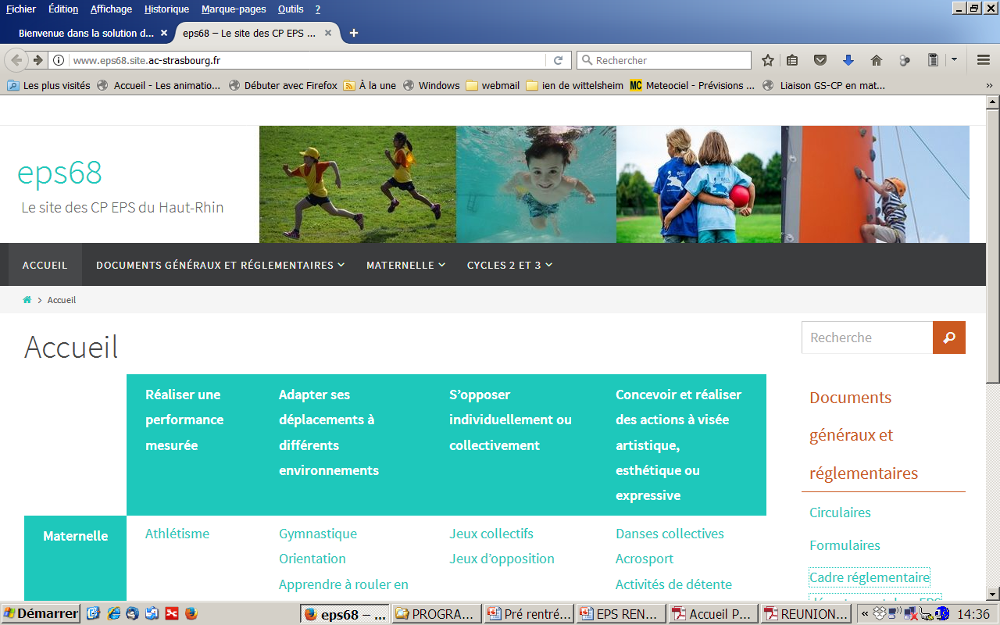 Fichier Édition Affichage Historique Marque-pages Outils ?
Bienvenue dans la solution d... × eps68 – Le site des CP EPS ... × +
www.eps68.site.ac-strasbourg.fr Rechercher
Les plus visités Accueil - Les animatio... Débuter avec Firefox À la une Windows webmail ien de wittelsheim MC Meteociel - Prévisions ... Liaison GS-CP en mat... »
eps68
Le site des CP EPS du Haut-Rhin
ACCUEIL DOCUMENTS GÉNÉRAUX ET RÉGLEMENTAIRES MATERNELLE CYCLES 2 ET 3
Accueil
Accueil
Recherche
Réaliser une
performance
mesurée
Adapter ses
déplacements à
différents
environnements
S’opposer
individuellement ou
collectivement
Concevoir et réaliser
des actions à visée
artistique,
esthétique ou
expressive
Maternelle
Athlétisme
Gymnastique
Orientation
Apprendre à rouler en
Jeux collectifs
Jeux d’opposition
Danses collectives
Acrosport
Activités de détente
Documents
généraux et
réglementaires
Circulaires
Formulaires
Cadre réglementaire
Démarrer eps68 – ... PROGRA... Pré rentré... EPS REN... Accueil P... REUNION... « 14:36